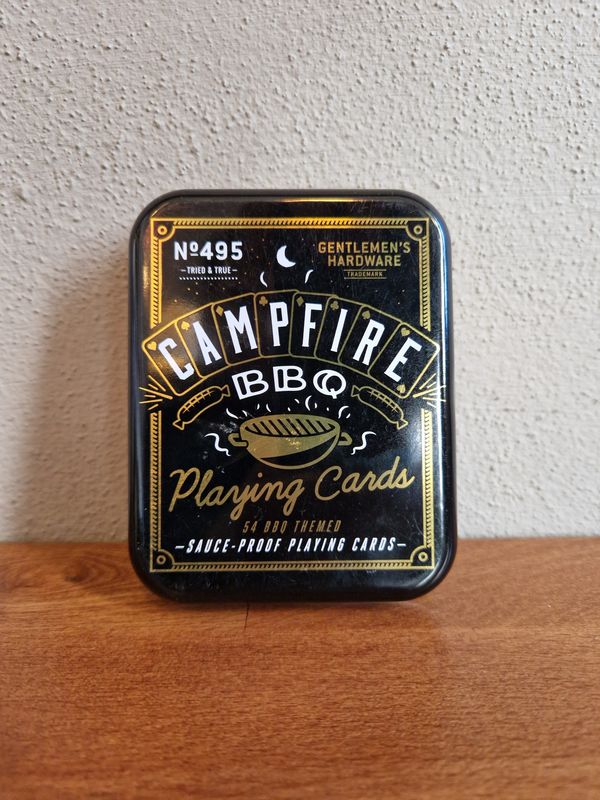 Nº495
—TRIED & TRUE—
GENTLEMEN'S
HARDWARE
TRADEMARK
CAMPFIRE
BBQ
Playing Cards
54 BBQ THEMED
—SAUCE-PROOF PLAYING CARDS—